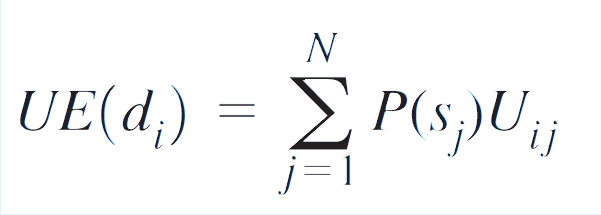 UE(d_i) = \sum_{j=1}^{N} P(s_j)U_{ij}